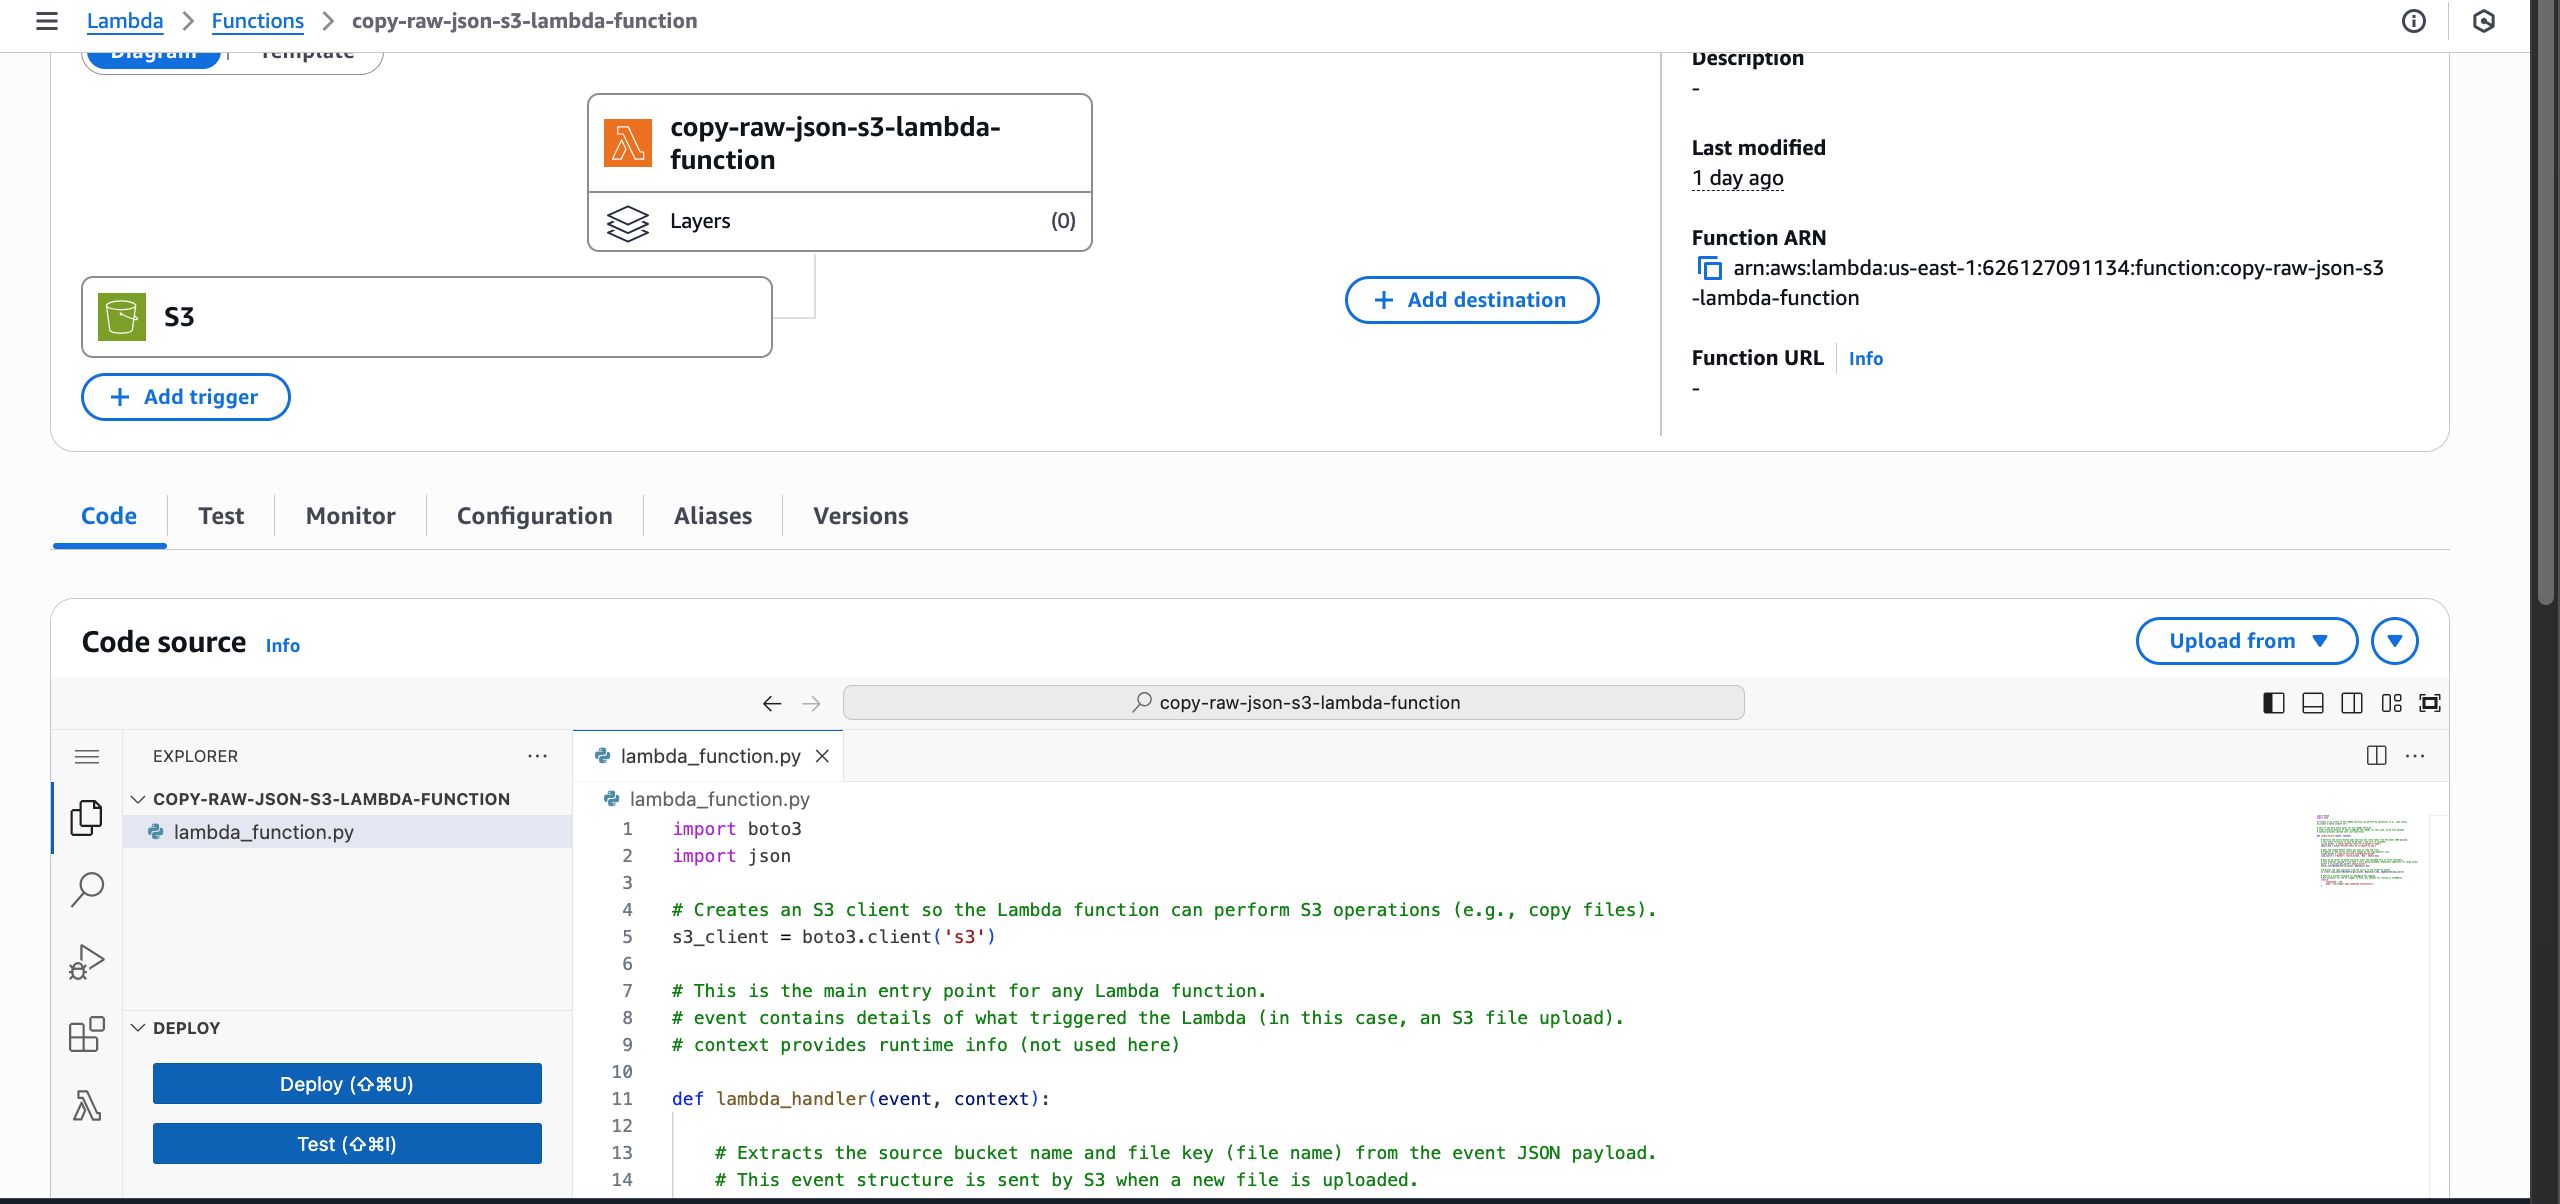 Lambda > Functions > copy-raw-json-s3-lambda-function
Diagram | Template
copy-raw-json-s3-lambda-
function
Layers (0)
S3
+ Add destination
+ Add trigger
Description
-
Last modified
1 day ago
Function ARN
arn:aws:lambda:us-east-1:626127091134:function:copy-raw-json-s3
-lambda-function
Function URL | Info
-
Code
Test
Monitor
Configuration
Aliases
Versions
Code source Info
Upload from
copy-raw-json-s3-lambda-function
EXPLORER
COPY-RAW-JSON-S3-LAMBDA-FUNCTION
lambda_function.py
DEPLOY
Deploy (⇧⌘U)
Test (⇧⌘I)
lambda_function.py
lambda_function.py
1 import boto3
2 import json
3
4 # Creates an S3 client so the Lambda function can perform S3 operations (e.g., copy files).
5 s3_client = boto3.client('s3')
6
7 # This is the main entry point for any Lambda function.
8 # event contains details of what triggered the Lambda (in this case, an S3 file upload).
9 # context provides runtime info (not used here)
10
11 def lambda_handler(event, context):
12
13 # Extracts the source bucket name and file key (file name) from the event JSON payload.
14 # This event structure is sent by S3 when a new file is uploaded.